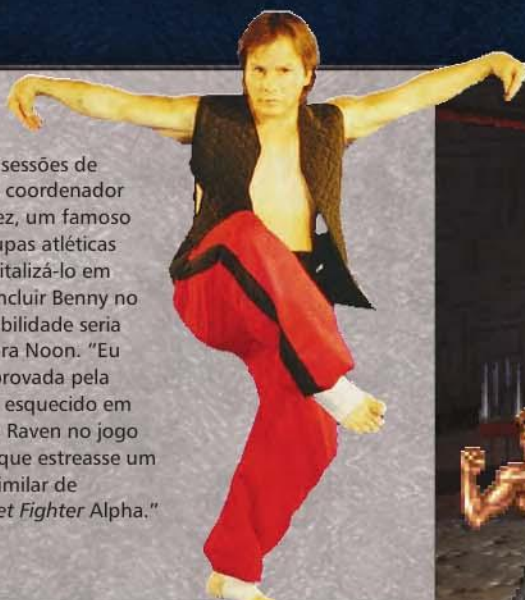 sessões de
coordenador
ez, um famoso
upas atléticas
italizá-lo em
ncluir Benny no
bilidade seria
ra Noon. "Eu
provada pela
esquecido em
Raven no jogo
que estreasse um
imilar de
et Fighter Alpha."